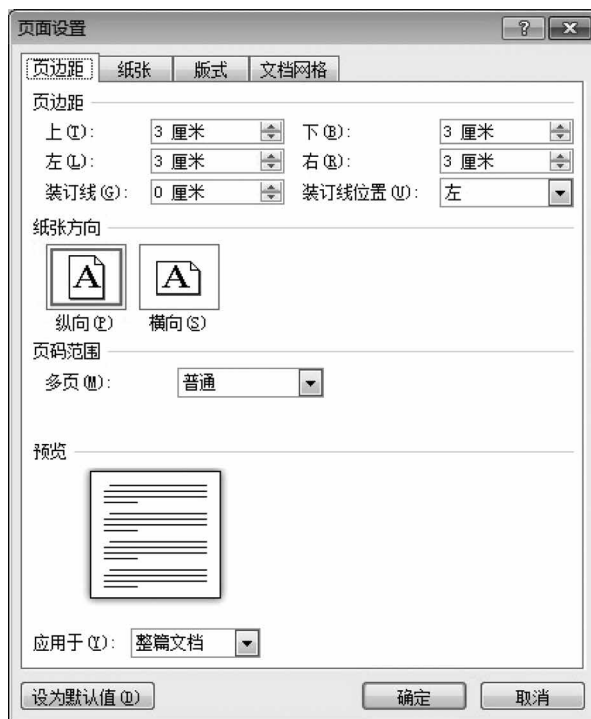 页面设置
页边距 纸张 版式 文档网格
页边距
上(T): 3 厘米 下(B): 3 厘米
左(L): 3 厘米 右(R): 3 厘米
装订线(G): 0 厘米 装订线位置(U): 左
纸张方向
A A
纵向(P) 横向(S)
页码范围
多页(M): 普通
预览
应用于(Y): 整篇文档
设为默认值(D) 确定 取消